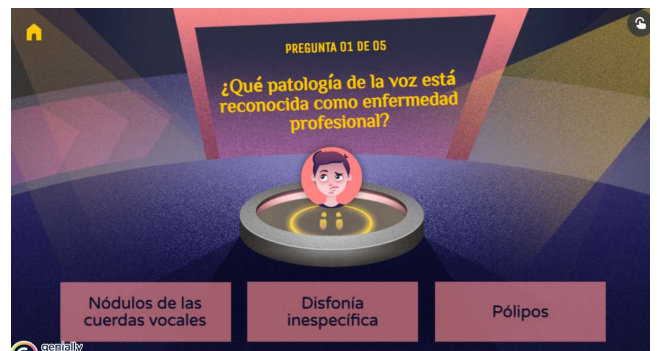 PREGUNTA 01 DE 05
¿Qué patología de la voz está
reconocida como enfermedad
profesional?
Nódulos de las
cuerdas vocales
Disfonía
inespecífica
Pólipos
genially